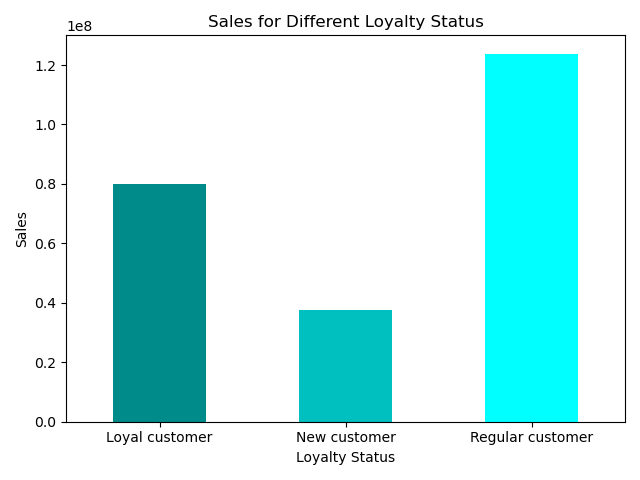 Sales for Different Loyalty Status
1e8
1.2
1.0
0.8
0.6
0.4
0.2
0.0
Sales
Loyal customer
New customer
Regular customer
Loyalty Status